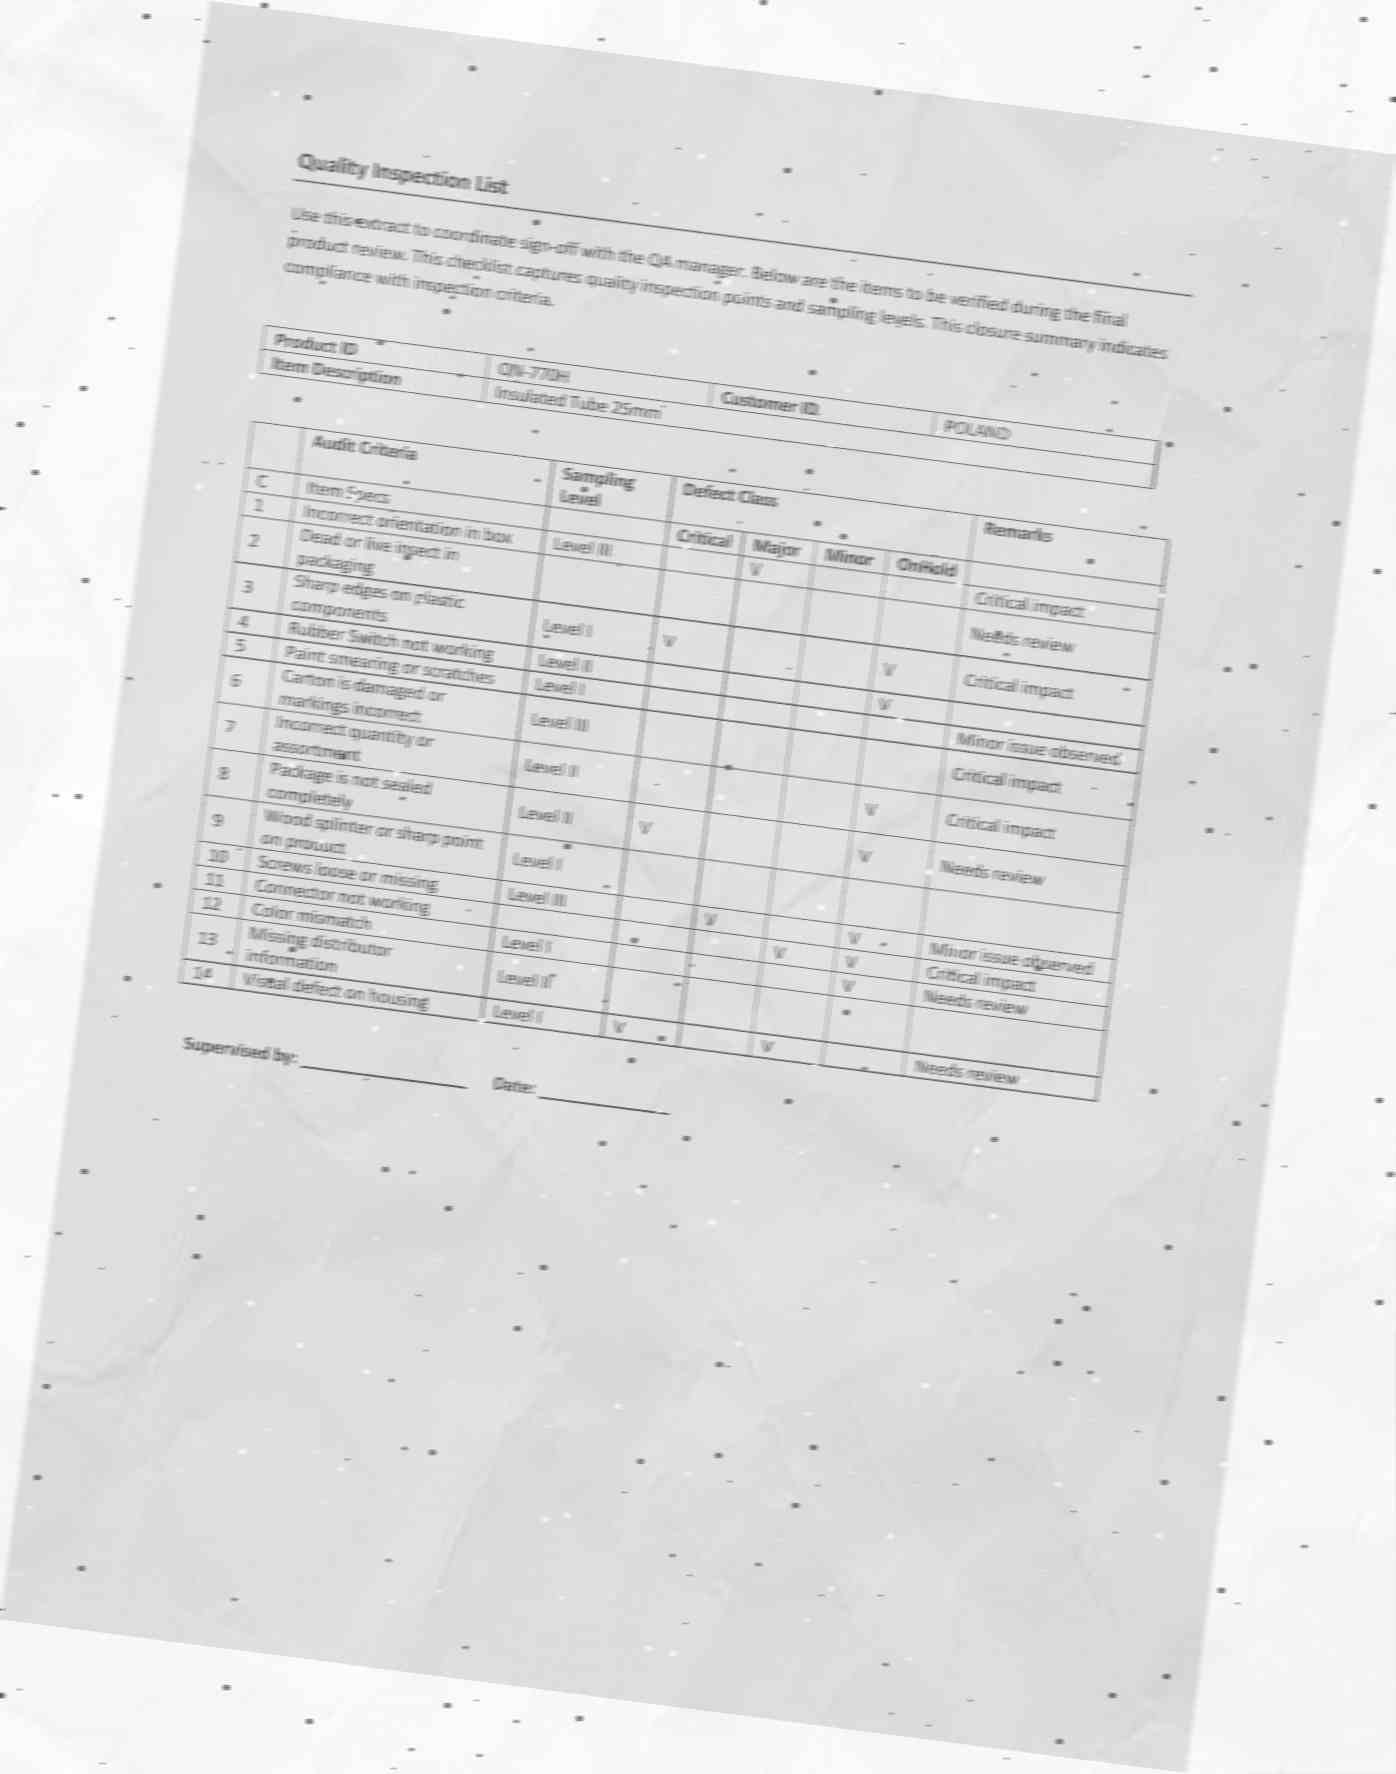 Quality Inspection List
Use this extract to coordinate sign-off with the QA manager. Below are the items to be verified during the final
product review. This checklist captures quality inspection points and sampling levels. This closure summary indicates
compliance with inspection criteria.
Product ID QIN-770H Customer ID POLAND
Item Description Insulated Tube 25mm
Audit Criteria Sampling Level Defect Class Remarks
C Item Specs Critical Major Minor OnHold
1 Incorrect orientation in box Level III V Critical impact
2 Dead or live insect in packaging Needs review
3 Sharp edges on plastic components Level I V V Critical impact
4 Rubber Switch not working Level II V
5 Paint smearing or scratches Level I Minor issue observed
6 Carton is damaged or markings incorrect Level III Critical impact
7 Incorrect quantity or assortment Level II V Critical impact
8 Package is not sealed completely Level II V V Needs review
9 Wood splinter or sharp point on product Level I
10 Screws loose or missing Level III V V Minor issue observed
11 Connector not working V V Critical impact
12 Color mismatch Level I V Needs review
13 Missing distributor information Level II
14 Visual defect on housing Level I V V Needs review
Supervised by: Date: